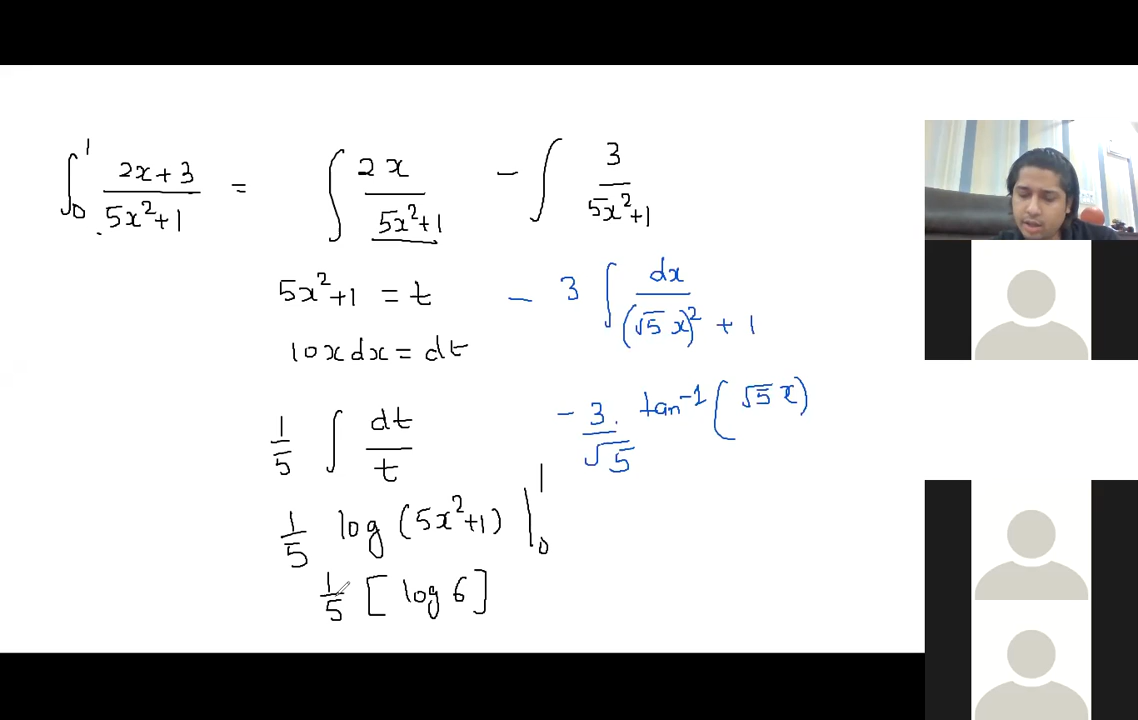 ∫₀¹ (2x+3)/(5x²+1) = ∫ 2x/(5x²+1) - ∫ 3/(5x²+1)
5x²+1 = t
10x dx = dt
1/5 ∫ dt/t
1/5 log (5x²+1) |₀¹
1/5 [log 6]
- 3 ∫ dx/((√5 x)² + 1)
- 3/√5 . tan⁻¹ (√5 x)